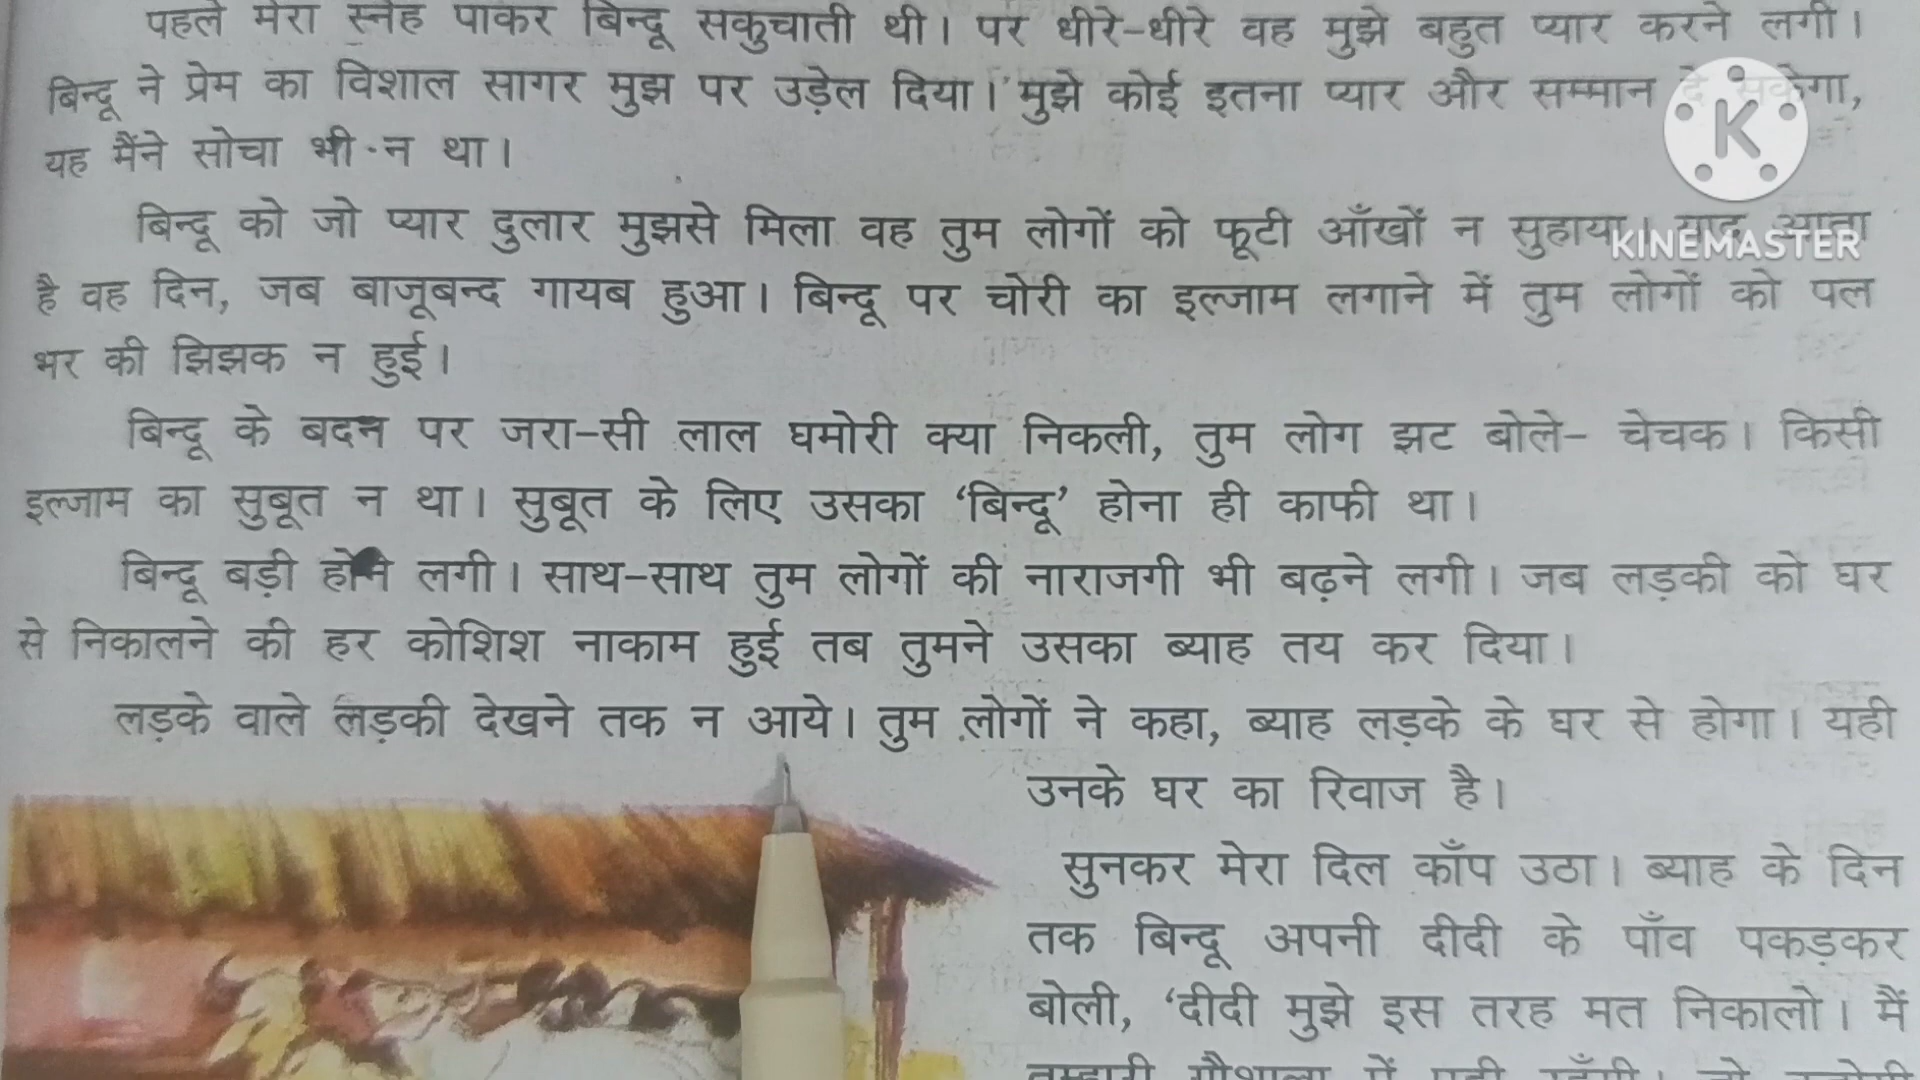 पहले मेरा स्नेह पाकर बिन्दू सकुचाती थी। पर धीरे-धीरे वह मुझे बहुत प्यार करने लगी।
बिन्दू ने प्रेम का विशाल सागर मुझ पर उड़ेल दिया। मुझे कोई इतना प्यार और सम्मान दे सकेगा,
यह मैंने सोचा भी न था।
बिन्दू को जो प्यार दुलार मुझसे मिला वह तुम लोगों को फूटी आँखों न सुहाया। याद आता
है वह दिन, जब बाजूबन्द गायब हुआ। बिन्दू पर चोरी का इल्जाम लगाने में तुम लोगों को पल
भर की झिझक न हुई।
बिन्दू के बदन पर जरा-सी लाल घमोरी क्या निकली, तुम लोग झट बोले- चेचक। किसी
इल्जाम का सुबूत न था। सुबूत के लिए उसका ‘बिन्दू’ होना ही काफी था।
बिन्दू बड़ी होने लगी। साथ-साथ तुम लोगों की नाराजगी भी बढ़ने लगी। जब लड़की को घर
से निकालने की हर कोशिश नाकाम हुई तब तुमने उसका ब्याह तय कर दिया।
लड़के वाले लड़की देखने तक न आये। तुम लोगों ने कहा, ब्याह लड़के के घर से होगा। यही
उनके घर का रिवाज है।
सुनकर मेरा दिल काँप उठा। ब्याह के दिन
तक बिन्दू अपनी दीदी के पाँव पकड़कर
बोली, ‘दीदी मुझे इस तरह मत निकालो। मैं
तुम्हारी गौशाला में पड़ी रहूँगी।
K
KINEMASTER